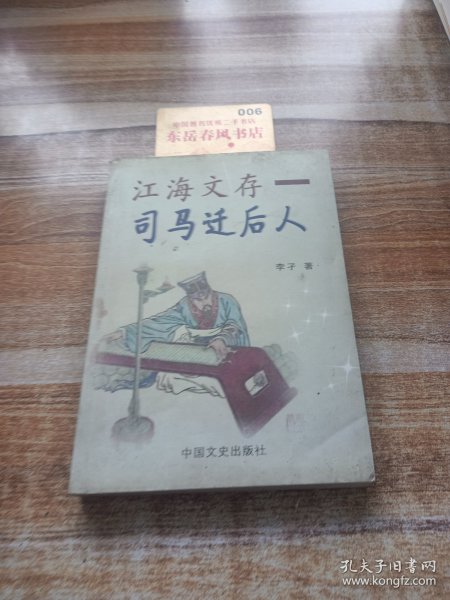 006
东岳春风书店
江海文存
司马迁后人
李孑 著
中国文史出版社
孔夫子旧书网
www.kongfz.com